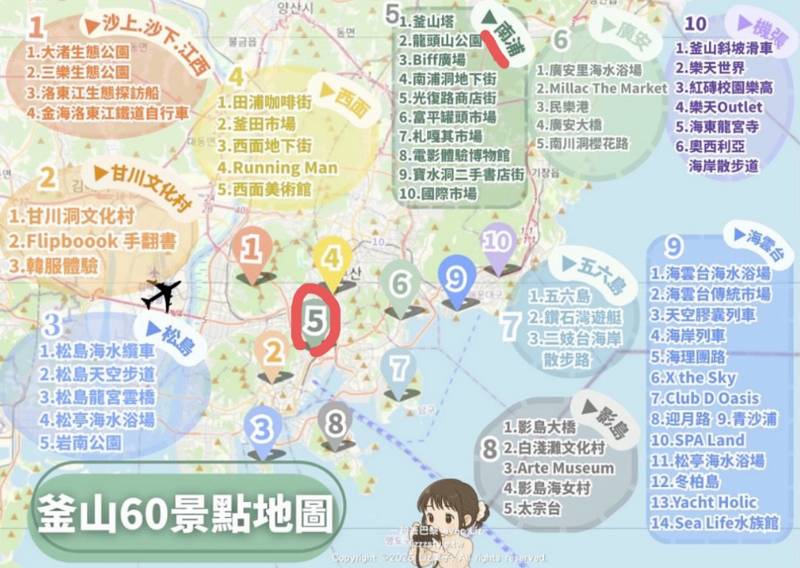 1
▶沙上.沙下.江西
1.大渚生態公園
2.三樂生態公園
3.洛東江生態探訪船
4.金海洛東江鐵道自行車
2
▶甘川文化村
1.甘川洞文化村
2.Flipboook 手翻書
3.韓服體驗
3
▶松島
1.松島海水纜車
2.松島天空步道
3.松島龍宮雲橋
4.松亭海水浴場
5.岩南公園
4
▶西面
1.田浦咖啡街
2.釜田市場
3.西面地下街
4.Running Man
5.西面美術館
5
▶南浦
1.釜山塔
2.龍頭山公園
3.Biff廣場
4.南浦洞地下街
5.光復路商店街
6.富平罐頭市場
7.札嘎其市場
8.電影體驗博物館
9.寶水洞二手書店街
10.國際市場
6
▶廣安
1.廣安里海水浴場
2.Millac The Market
3.民樂港
4.廣安大橋
5.南川洞櫻花路
7
▶五六島
1.五六島
2.鑽石灣遊艇
3.二妓台海岸
散步路
8
▶影島
1.影島大橋
2.白淺灘文化村
3.Arte Museum
4.影島海女村
5.太宗台
9
▶海雲台
1.海雲台海水浴場
2.海雲台傳統市場
3.天空膠囊列車
4.海岸列車
5.海理團路
6.X the Sky
7.Club D Oasis
8.迎月路 9.青沙浦
10.SPA Land
11.松亭海水浴場
12.冬柏島
13.Yacht Holic
14.Sea Life水族館
10
▶機張
1.釜山斜坡滑車
2.樂天世界
3.紅磚校園樂高
4.樂天Outlet
5.海東龍宮寺
6.奧西利亞
海岸散步道
1
4
10
6
9
5
2
7
3
8
양산시
기장읍
釜山60景點地圖